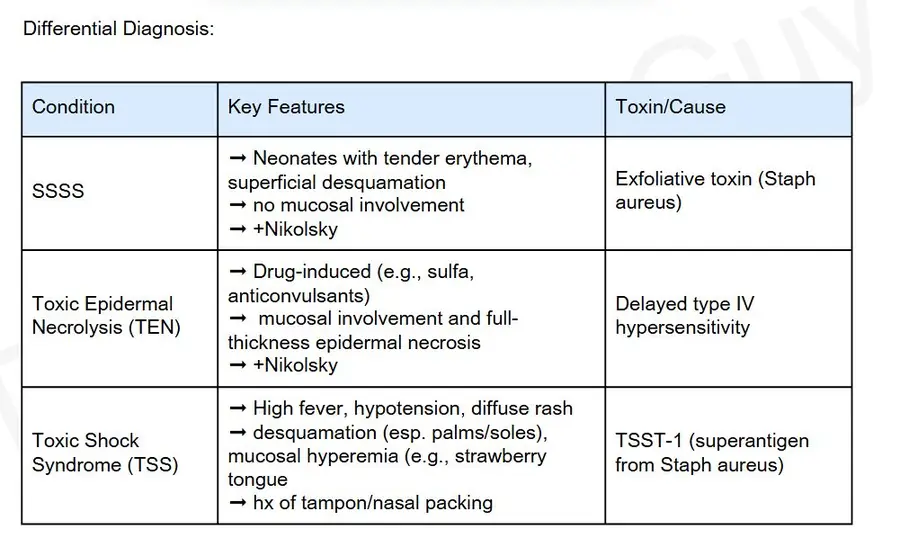 Differential Diagnosis:
Condition
Key Features
Toxin/Cause
SSSS
→ Neonates with tender erythema,
superficial desquamation
→ no mucosal involvement
→ +Nikolsky
Exfoliative toxin (Staph
aureus)
Toxic Epidermal
Necrolysis (TEN)
→ Drug-induced (e.g., sulfa,
anticonvulsants)
→ mucosal involvement and full-
thickness epidermal necrosis
→ +Nikolsky
Delayed type IV
hypersensitivity
Toxic Shock
Syndrome (TSS)
→ High fever, hypotension, diffuse rash
→ desquamation (esp. palms/soles),
mucosal hyperemia (e.g., strawberry
tongue
→ hx of tampon/nasal packing
TSST-1 (superantigen
from Staph aureus)
Guy